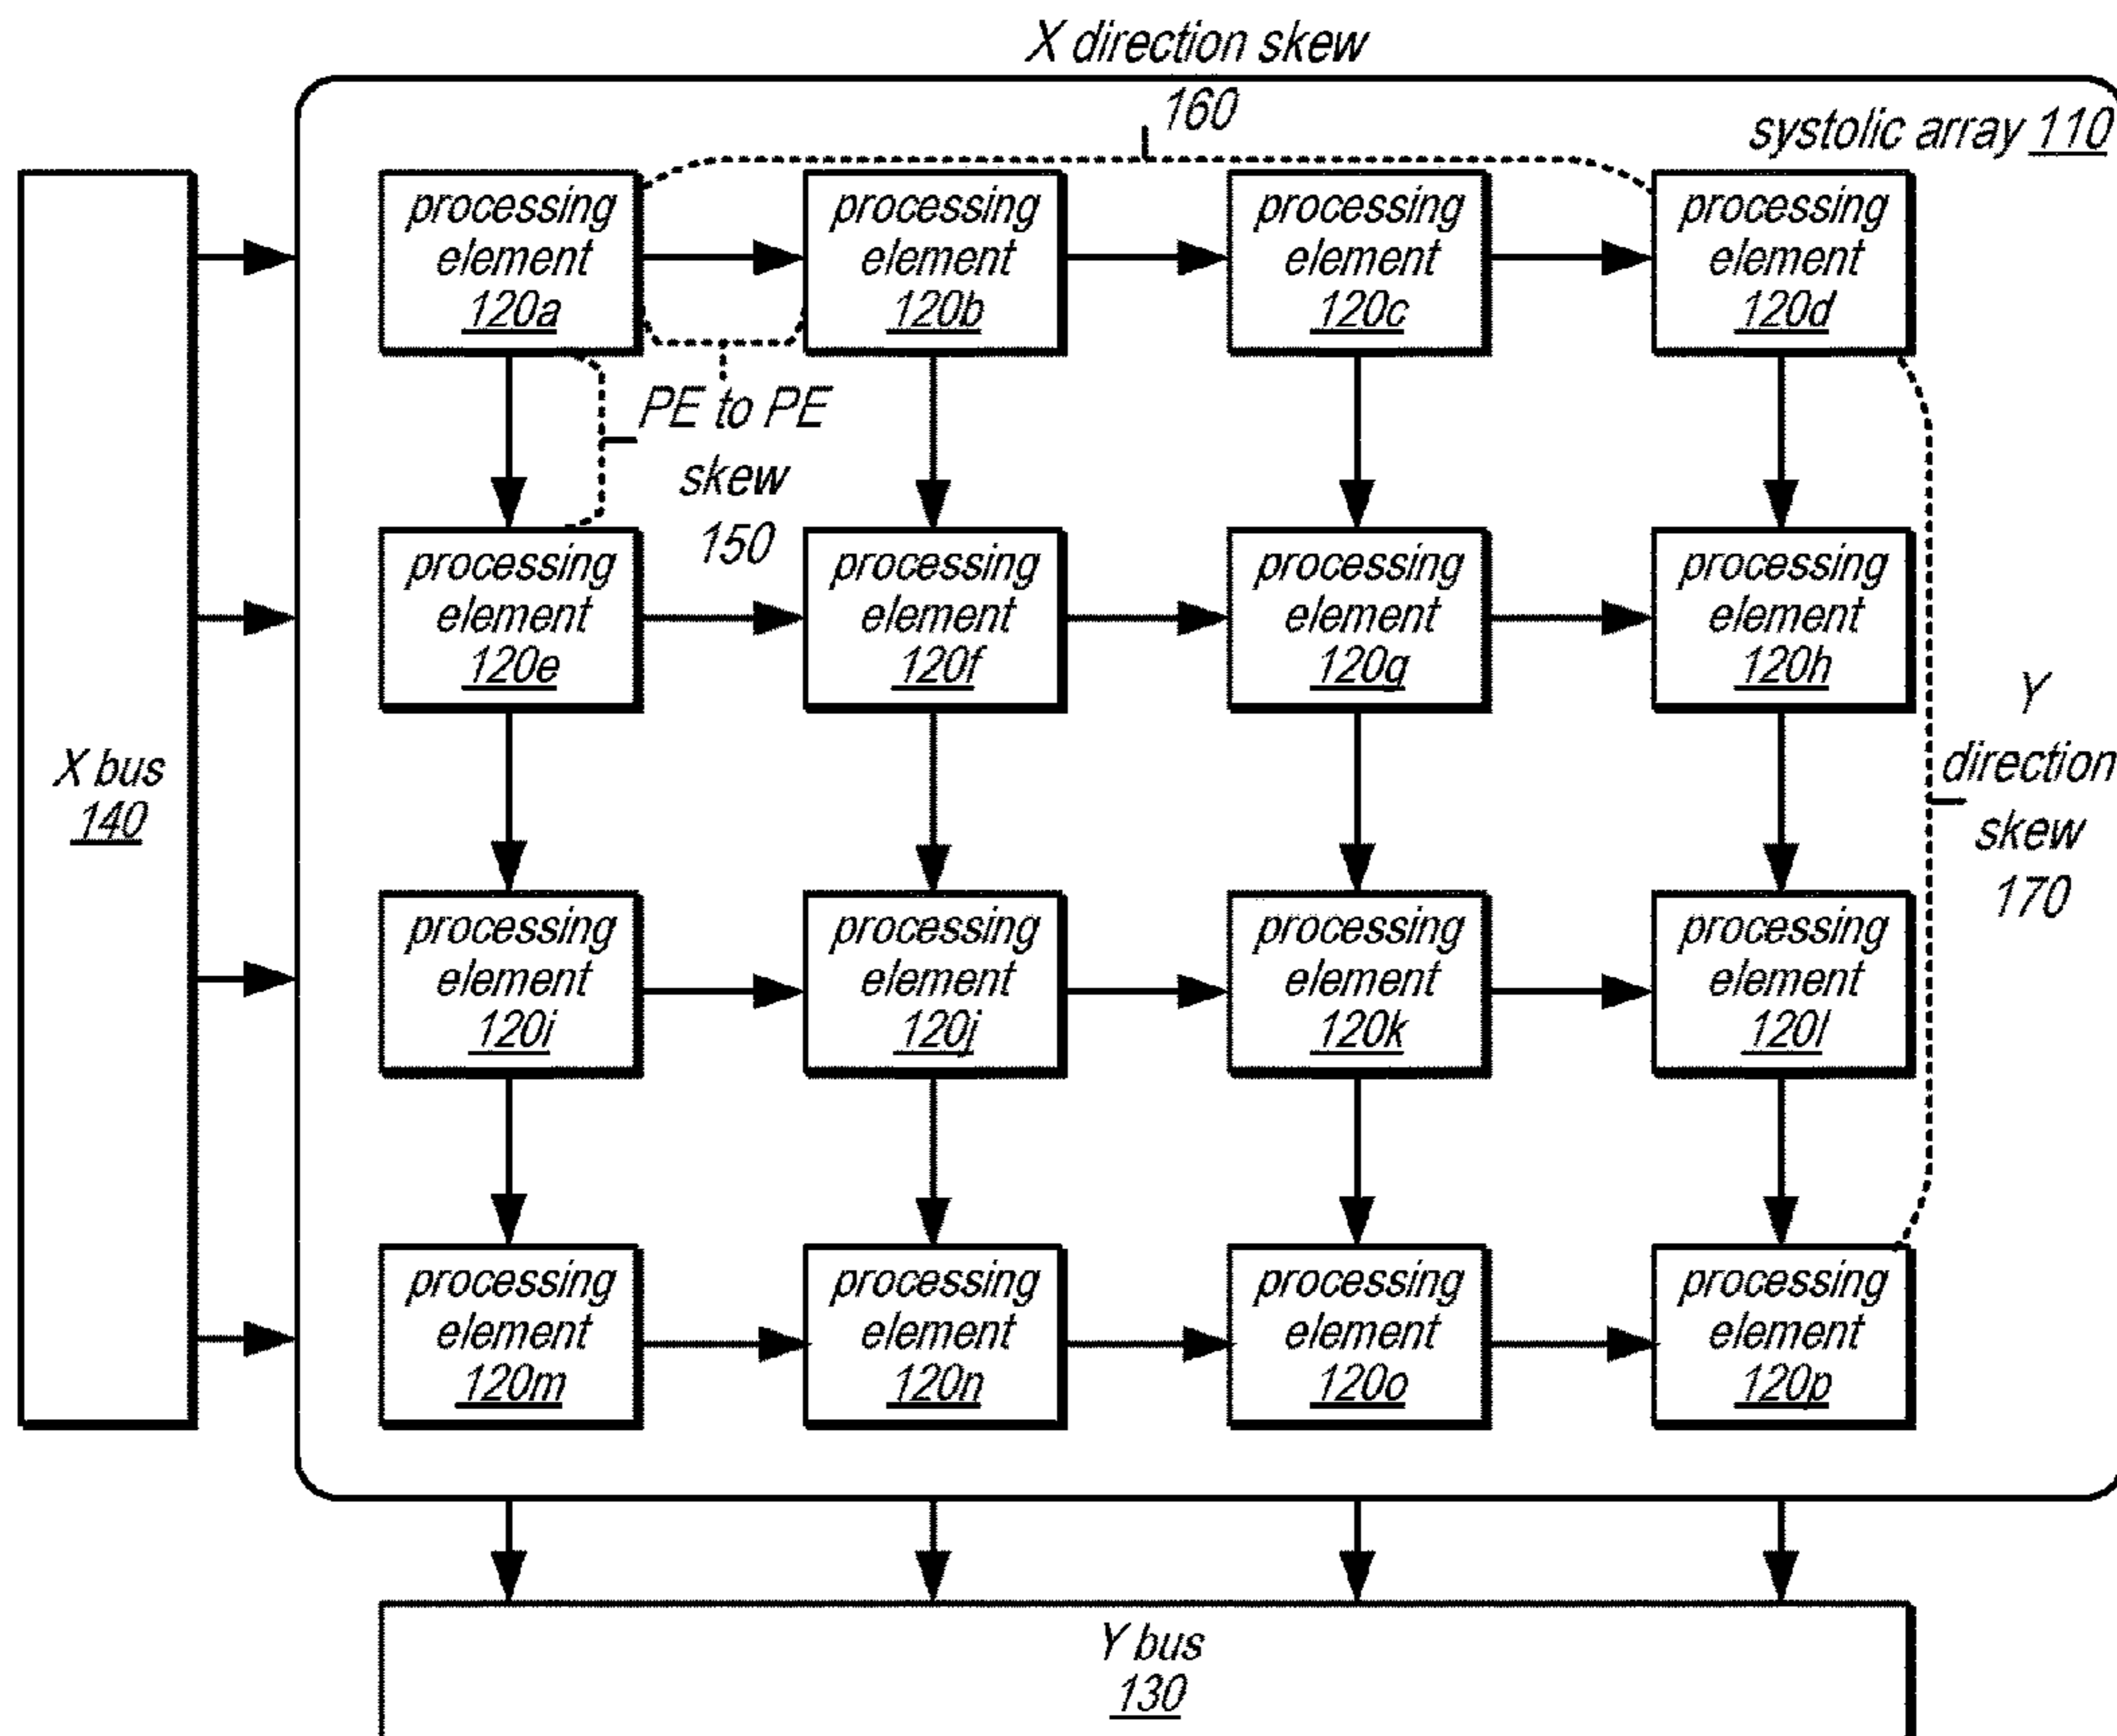 X direction skew
160
systolic array 110
processing
element
120a
processing
element
120b
processing
element
120c
processing
element
120d
PE to PE
skew
150
processing
element
120e
processing
element
120f
processing
element
120g
processing
element
120h
X bus
140
Y
direction
skew
170
processing
element
120i
processing
element
120j
processing
element
120k
processing
element
120l
processing
element
120m
processing
element
120n
processing
element
120o
processing
element
120p
Y bus
130